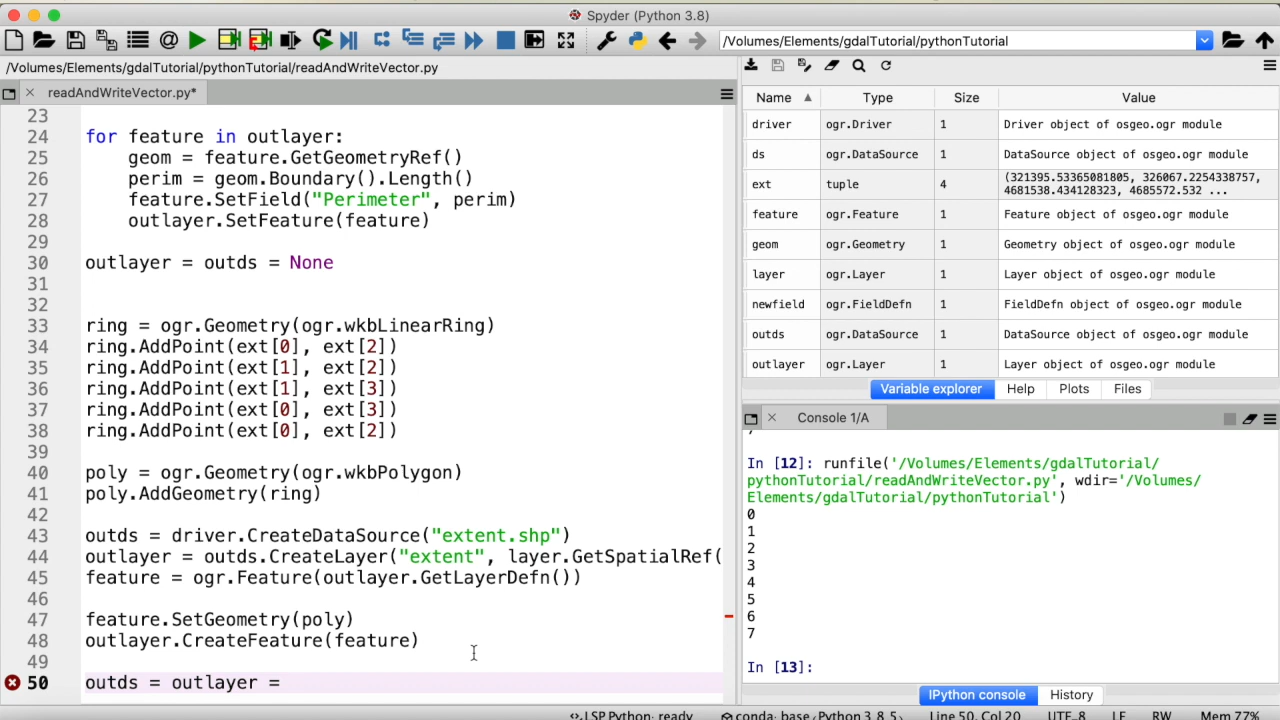 Spyder (Python 3.8)
/Volumes/Elements/gdalTutorial/pythonTutorial
/Volumes/Elements/gdalTutorial/pythonTutorial/readAndWriteVector.py
readAndWriteVector.py*
23
24 for feature in outlayer:
25 geom = feature.GetGeometryRef()
26 perim = geom.Boundary().Length()
27 feature.SetField("Perimeter", perim)
28 outlayer.SetFeature(feature)
29
30 outlayer = outds = None
31
32
33 ring = ogr.Geometry(ogr.wkbLinearRing)
34 ring.AddPoint(ext[0], ext[2])
35 ring.AddPoint(ext[1], ext[2])
36 ring.AddPoint(ext[1], ext[3])
37 ring.AddPoint(ext[0], ext[3])
38 ring.AddPoint(ext[0], ext[2])
39
40 poly = ogr.Geometry(ogr.wkbPolygon)
41 poly.AddGeometry(ring)
42
43 outds = driver.CreateDataSource("extent.shp")
44 outlayer = outds.CreateLayer("extent", layer.GetSpatialRef(
45 feature = ogr.Feature(outlayer.GetLayerDefn())
46
47 feature.SetGeometry(poly)
48 outlayer.CreateFeature(feature)
49
50 outds = outlayer =
Name Type Size Value
driver ogr.Driver 1 Driver object of osgeo.ogr module
ds ogr.DataSource 1 DataSource object of osgeo.ogr module
ext tuple 4 (321395.53365081805, 326067.2254338757,
4681538.434128323, 4685572.532 ...
feature ogr.Feature 1 Feature object of osgeo.ogr module
geom ogr.Geometry 1 Geometry object of osgeo.ogr module
layer ogr.Layer 1 Layer object of osgeo.ogr module
newfield ogr.FieldDefn 1 FieldDefn object of osgeo.ogr module
outds ogr.DataSource 1 DataSource object of osgeo.ogr module
outlayer ogr.Layer 1 Layer object of osgeo.ogr module
Variable explorer Help Plots Files
Console 1/A
In [12]: runfile('/Volumes/Elements/gdalTutorial/
pythonTutorial/readAndWriteVector.py', wdir='/Volumes/
Elements/gdalTutorial/pythonTutorial')
0
1
2
3
4
5
6
7
In [13]:
IPython console History
LSP Python: ready conda: base (Python 3.8.5) Line 50, Col 20 UTF-8 LF RW Mem 77%